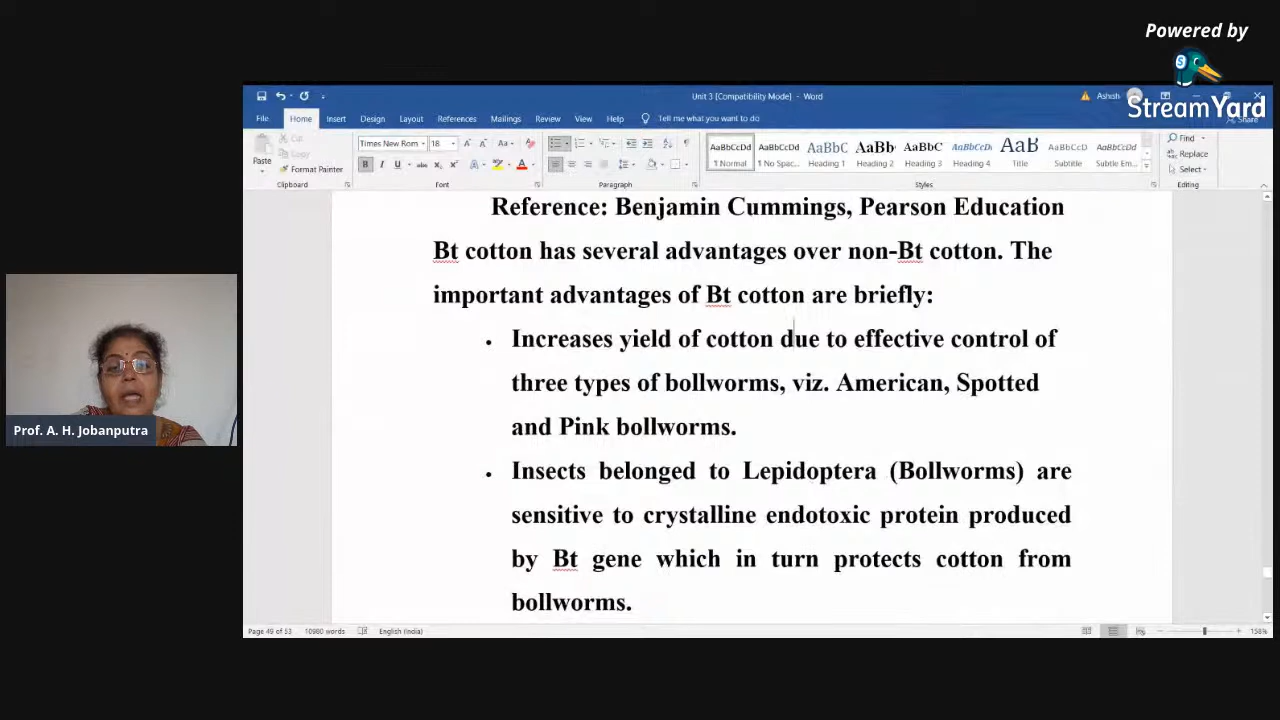 Powered by
StreamYard
Unit 3 [Compatibility Mode] - Word
Ashish
File Home Insert Design Layout References Mailings Review View Help Tell me what you want to do
Share
Cut
Copy
Paste
Format Painter
Times New Rom 18
AaBbCcDd AaBbCcDd AaBbC AaBb AaBbC AaBbCcD AaB AaBbCcD AaBbCcDd
¶ Normal ¶ No Spac... Heading 1 Heading 2 Heading 3 Heading 4 Title Subtitle Subtle Em...
Find
Replace
Select
Clipboard Font Paragraph Styles Editing
Reference: Benjamin Cummings, Pearson Education
Bt cotton has several advantages over non-Bt cotton. The
important advantages of Bt cotton are briefly:
• Increases yield of cotton due to effective control of
three types of bollworms, viz. American, Spotted
and Pink bollworms.
• Insects belonged to Lepidoptera (Bollworms) are
sensitive to crystalline endotoxic protein produced
by Bt gene which in turn protects cotton from
bollworms.
Prof. A. H. Jobanputra
Page 49 of 53 10980 words English (India) 158%